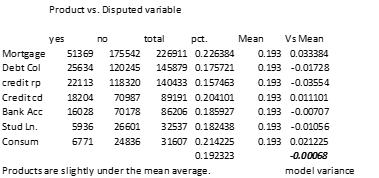 Product vs. Disputed variable
yes no total pct. Mean Vs Mean
Mortgage 51369 175542 226911 0.226384 0.193 0.033384
Debt Col 25634 120245 145879 0.175721 0.193 -0.01728
credit rp 22113 118320 140433 0.157463 0.193 -0.03554
Credit cd 18204 70987 89191 0.204101 0.193 0.011101
Bank Acc 16028 70178 86206 0.185927 0.193 -0.00707
Stud Ln. 5936 26601 32537 0.182438 0.193 -0.01056
Consum 6771 24836 31607 0.214225 0.193 0.021225
0.192323 -0.00068
Products are slightly under the mean average. model variance